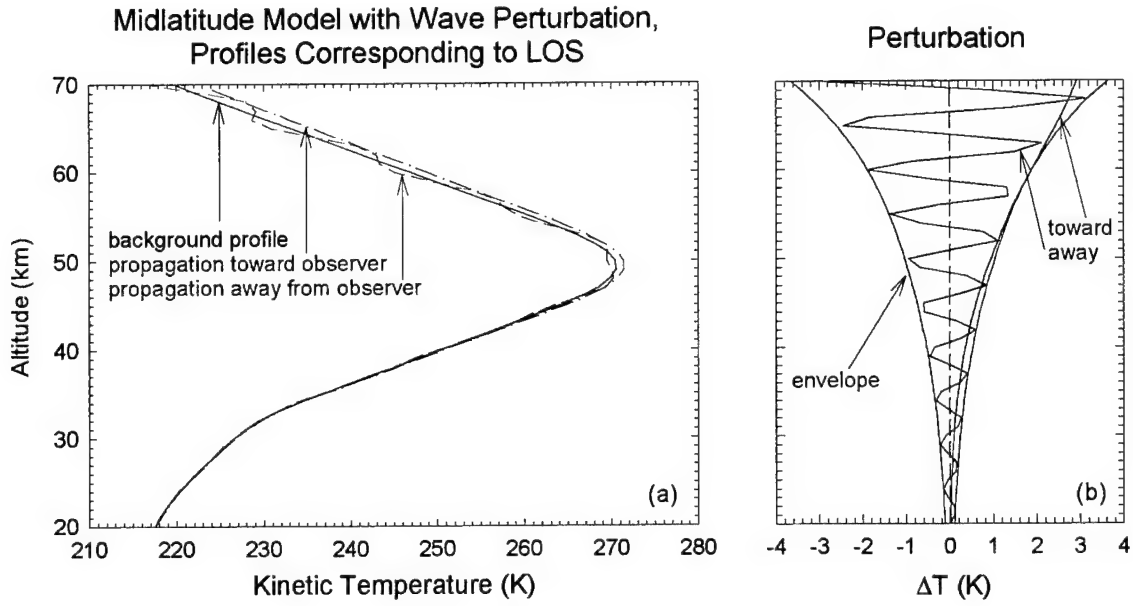 Midlatitude Model with Wave Perturbation,
Profiles Corresponding to LOS
Perturbation
70
60
50
40
30
20
Altitude (km)
background profile
propagation toward observer
propagation away from observer
(a)
210 220 230 240 250 260 270 280
Kinetic Temperature (K)
toward
away
envelope
(b)
-4 -3 -2 -1 0 1 2 3 4
ΔT (K)